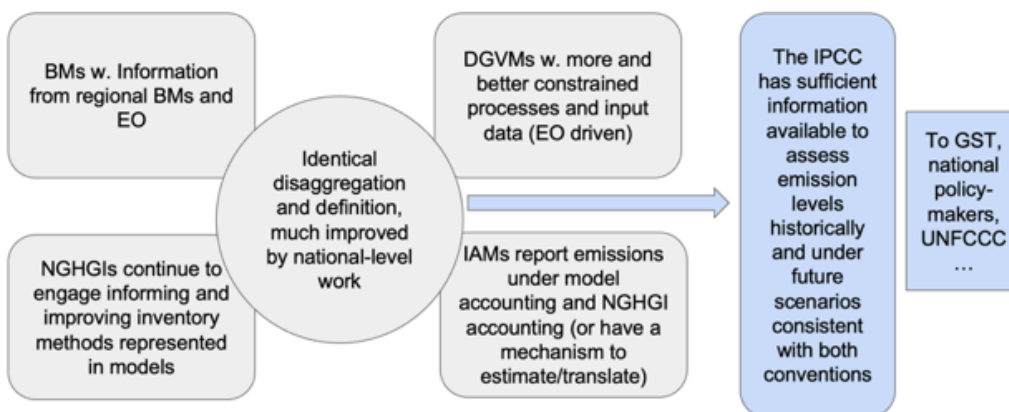 BMs w. Information
from regional BMs and
EO
DGVMs w. more and
better constrained
processes and input
data (EO driven)
Identical
disaggregation
and definition,
much improved
by national-level
work
NGHGIs continue to
engage informing and
improving inventory
methods represented
in models
IAMs report emissions
under model
accounting and NGHGI
accounting (or have a
mechanism to
estimate/translate)
The IPCC
has sufficient
information
available to
assess
emission
levels
historically
and under
future
scenarios
consistent
with both
conventions
To GST,
national
policy-
makers,
UNFCCC
…